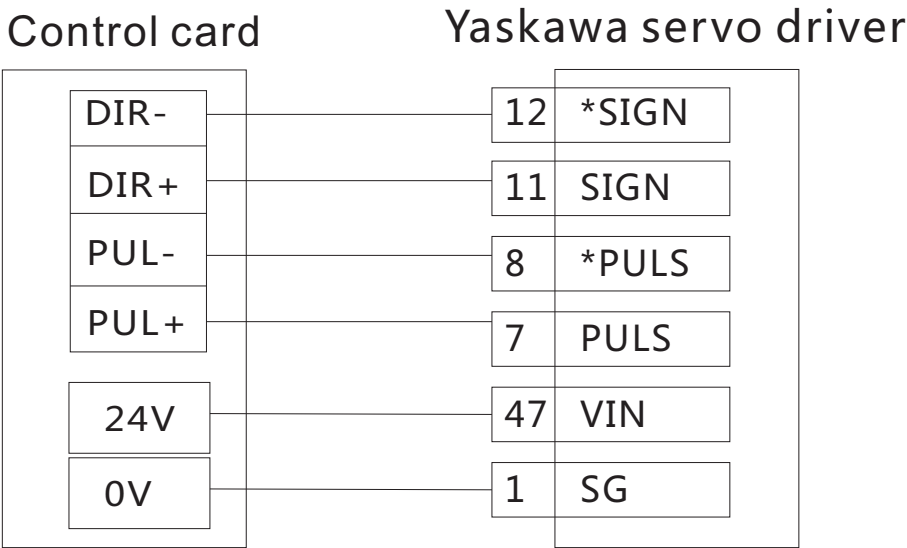 Control card Yaskawa servo driver
DIR- 12 *SIGN
DIR+ 11 SIGN
PUL- 8 *PULS
PUL+ 7 PULS
24V 47 VIN
0V 1 SG